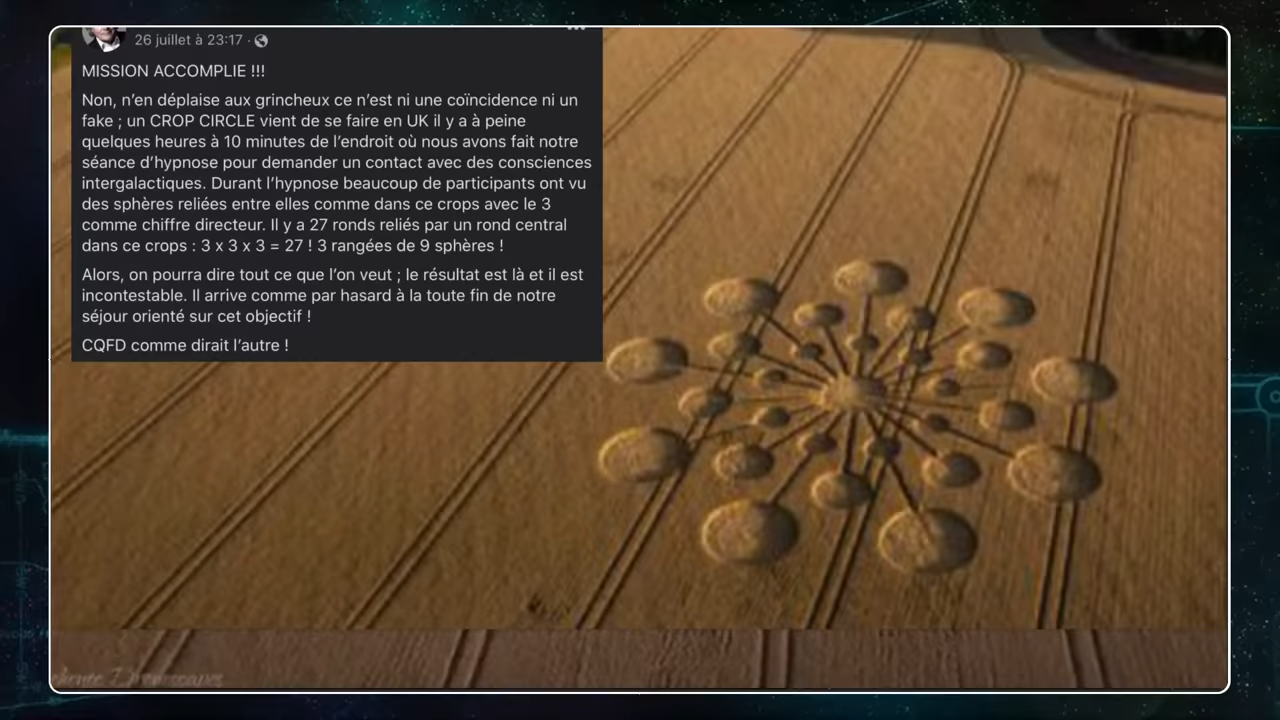 26 juillet à 23:17 ·
MISSION ACCOMPLIE !!!
Non, n’en déplaise aux grincheux ce n’est ni une coïncidence ni un
fake ; un CROP CIRCLE vient de se faire en UK il y a à peine
quelques heures à 10 minutes de l’endroit où nous avons fait notre
séance d’hypnose pour demander un contact avec des consciences
intergalactiques. Durant l’hypnose beaucoup de participants ont vu
des sphères reliées entre elles comme dans ce crops avec le 3
comme chiffre directeur. Il y a 27 ronds reliés par un rond central
dans ce crops : 3 x 3 x 3 = 27 ! 3 rangées de 9 sphères !
Alors, on pourra dire tout ce que l’on veut ; le résultat est là et il est
incontestable. Il arrive comme par hasard à la toute fin de notre
séjour orienté sur cet objectif !
CQFD comme dirait l’autre !